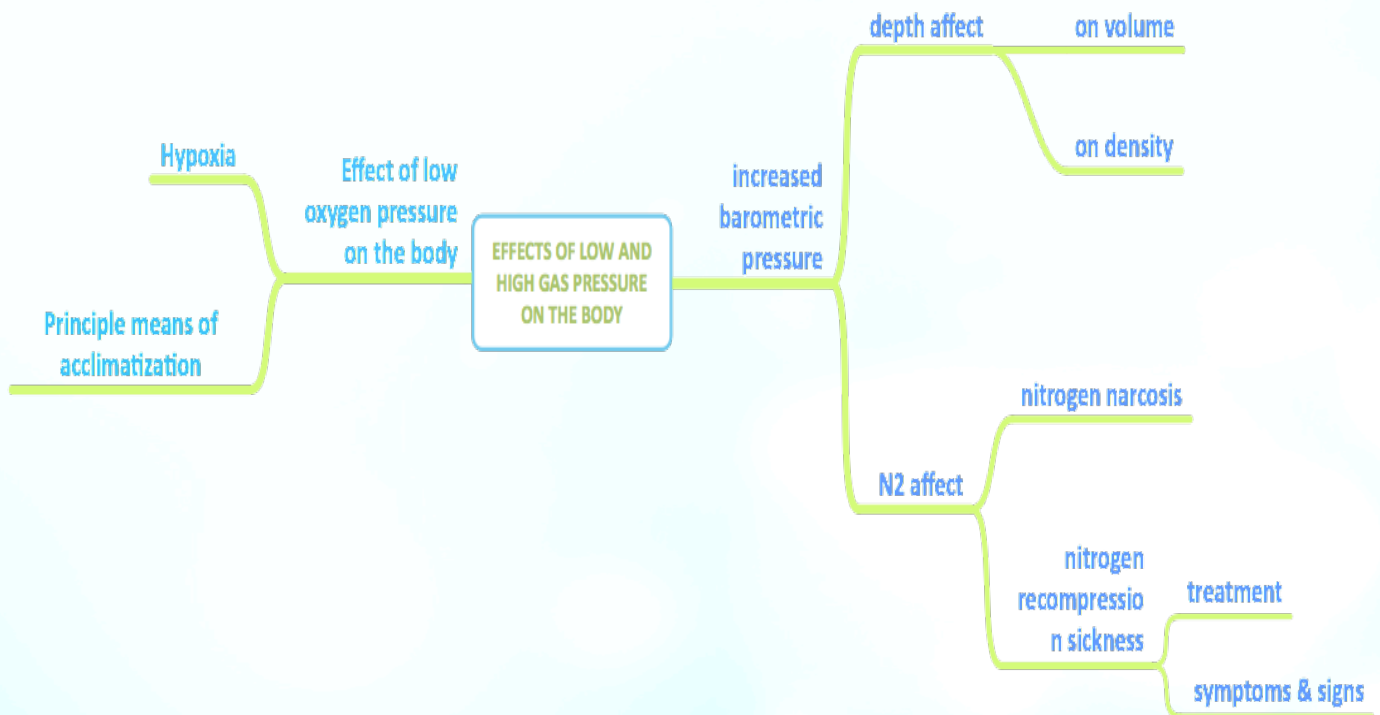 EFFECTS OF LOW AND
HIGH GAS PRESSURE
ON THE BODY
Effect of low
oxygen pressure
on the body
Hypoxia
Principle means of
acclimatization
increased
barometric
pressure
depth affect
on volume
on density
N2 affect
nitrogen narcosis
nitrogen
recompressio
n sickness
treatment
symptoms & signs